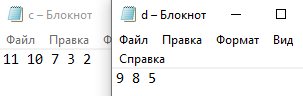 c – Блокнот
Файл Правка
11 10 7 3 2
d – Блокнот
Файл Правка Формат Вид
Справка
9 8 5